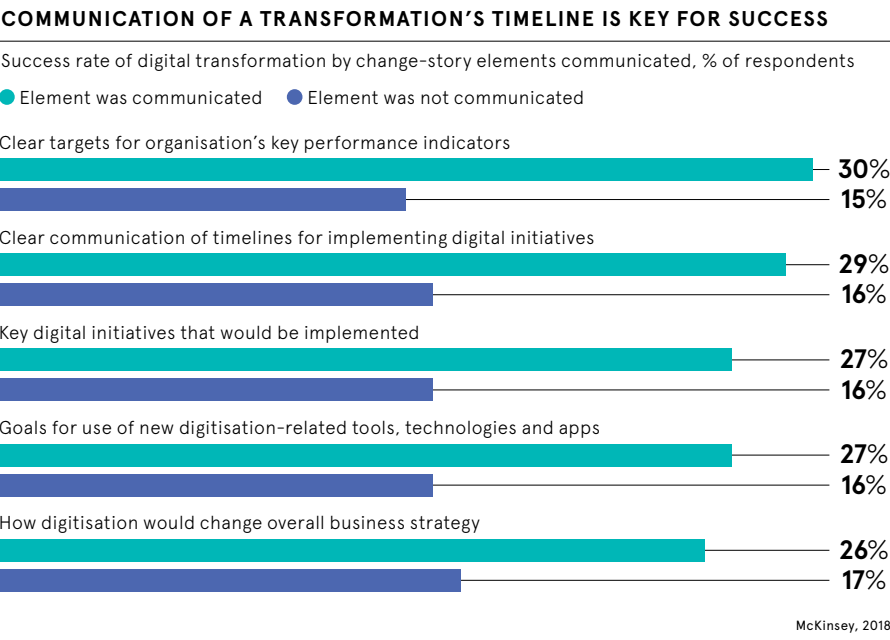 COMMUNICATION OF A TRANSFORMATION’S TIMELINE IS KEY FOR SUCCESS
Success rate of digital transformation by change-story elements communicated, % of respondents
Element was communicated Element was not communicated
Clear targets for organisation’s key performance indicators
30%
15%
Clear communication of timelines for implementing digital initiatives
29%
16%
Key digital initiatives that would be implemented
27%
16%
Goals for use of new digitisation-related tools, technologies and apps
27%
16%
How digitisation would change overall business strategy
26%
17%
McKinsey, 2018